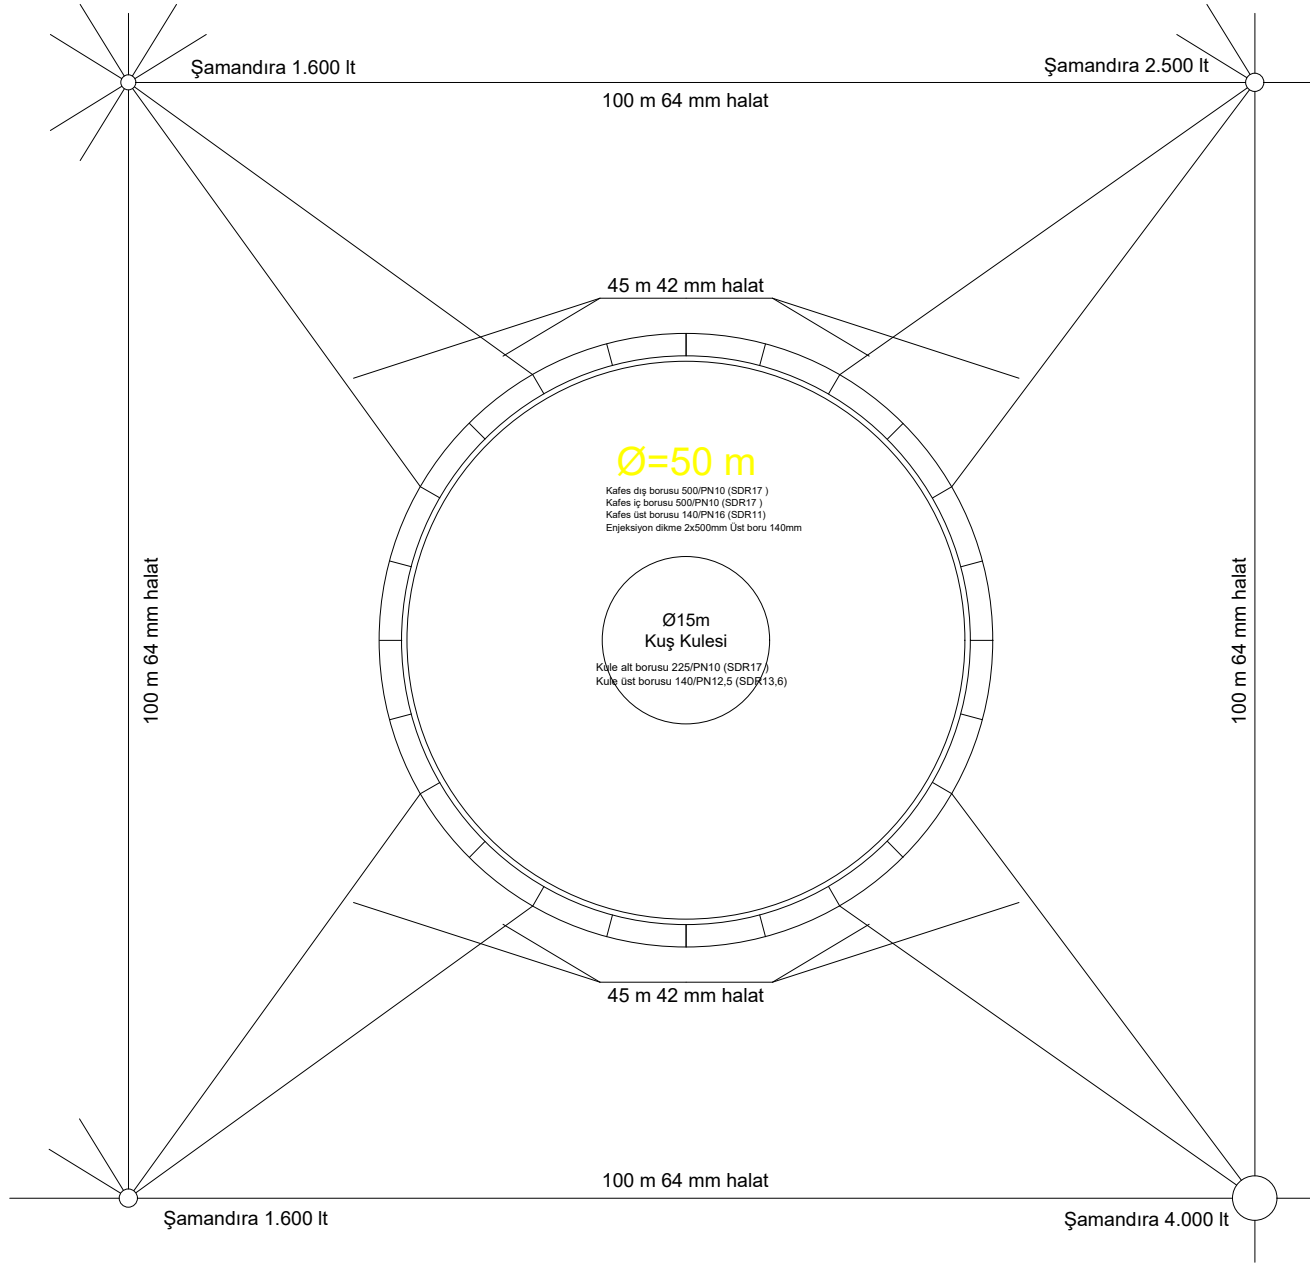 Şamandıra 1.600 lt
Şamandıra 2.500 lt
100 m 64 mm halat
45 m 42 mm halat
Ø=50 m
Kafes dış borusu 500/PN10 (SDR17 )
Kafes iç borusu 500/PN10 (SDR17 )
Kafes üst borusu 140/PN16 (SDR11)
Enjeksiyon dikme 2x500mm Üst boru 140mm
100 m 64 mm halat
100 m 64 mm halat
Ø15m
Kuş Kulesi
Kule alt borusu 225/PN10 (SDR17 )
Kule üst borusu 140/PN12,5 (SDR13,6)
45 m 42 mm halat
100 m 64 mm halat
Şamandıra 1.600 lt
Şamandıra 4.000 lt